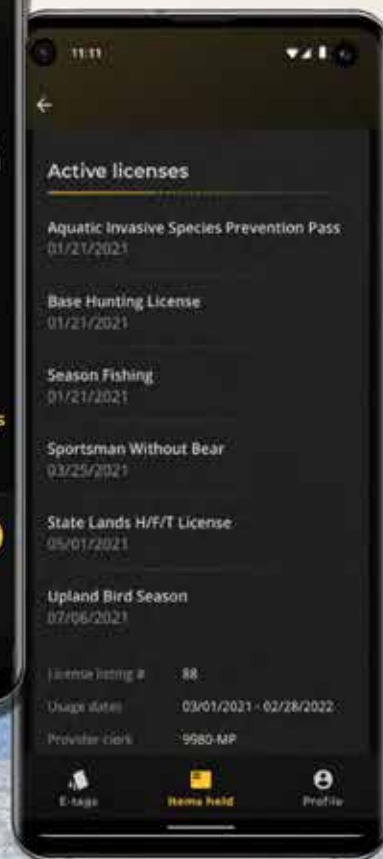 11:11
Active licenses
Aquatic Invasive Species Prevention Pass
01/21/2021
Base Hunting License
01/21/2021
Season Fishing
01/21/2021
Sportsman Without Bear
03/25/2021
State Lands H/F/T License
05/01/2021
Upland Bird Season
07/06/2021
License listing # 88
Usage dates 03/01/2021 - 02/28/2022
Provider clerk 9980-MP
E-tags Items held Profile
s